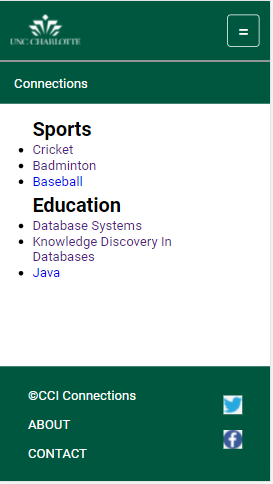 UNC CHARLOTTE
Connections
Sports
Cricket
Badminton
Baseball
Education
Database Systems
Knowledge Discovery In
Databases
Java
©CCI Connections
ABOUT
CONTACT